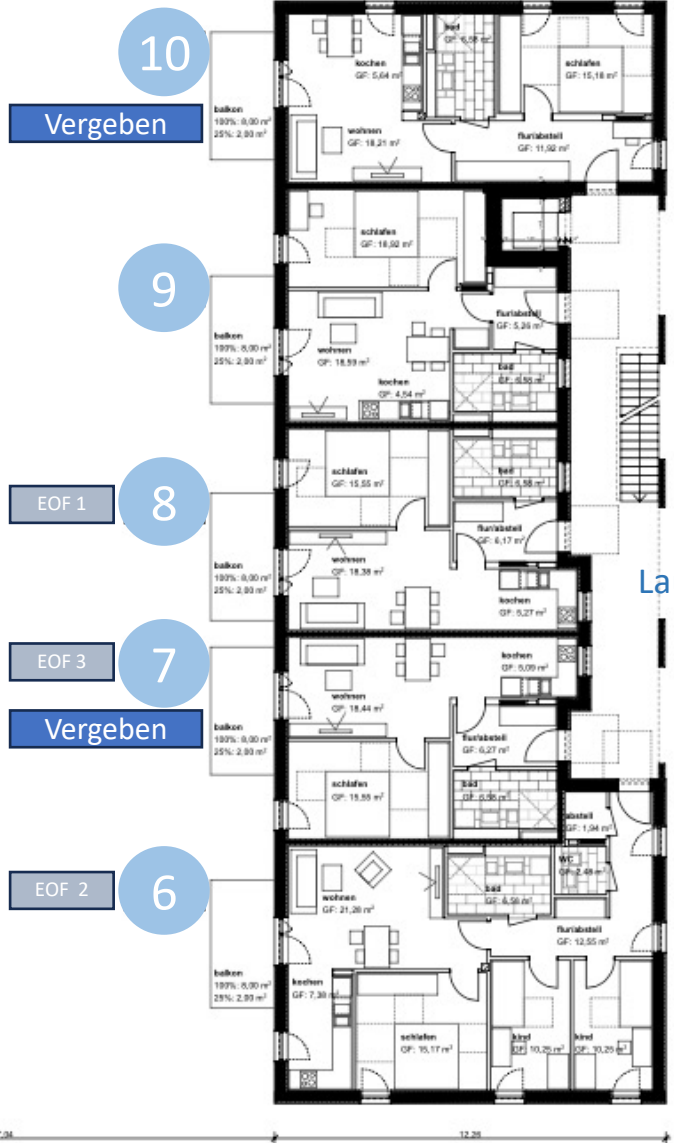 10
Vergeben
balkon
100%: 8,00 m²
25%: 2,00 m²
kochen
GF: 5,64 m²
bad
GF: 6,58 m²
schlafen
GF: 15,18 m²
wohnen
GF: 18,21 m²
flur/abstell
GF: 11,92 m²
9
balkon
100%: 8,00 m²
25%: 2,00 m²
schlafen
GF: 18,92 m²
flur/abstell
GF: 5,26 m²
wohnen
GF: 18,59 m²
kochen
GF: 4,54 m²
bad
GF: 6,58 m²
EOF 1
8
balkon
100%: 8,00 m²
25%: 2,00 m²
schlafen
GF: 15,55 m²
bad
GF: 6,58 m²
flur/abstell
GF: 6,17 m²
wohnen
GF: 18,38 m²
kochen
GF: 5,27 m²
La
EOF 3
7
Vergeben
balkon
100%: 8,00 m²
25%: 2,00 m²
kochen
GF: 5,09 m²
wohnen
GF: 18,44 m²
flur/abstell
GF: 6,27 m²
schlafen
GF: 15,55 m²
bad
GF: 6,58 m²
abstell
GF: 1,94 m²
EOF 2
6
balkon
100%: 8,00 m²
25%: 2,00 m²
wohnen
GF: 21,28 m²
bad
GF: 6,58 m²
WC
GF: 2,48 m²
flur/abstell
GF: 12,55 m²
kochen
GF: 7,38 m²
schlafen
GF: 15,17 m²
kind
GF: 10,25 m²
kind
GF: 10,25 m²
12,26